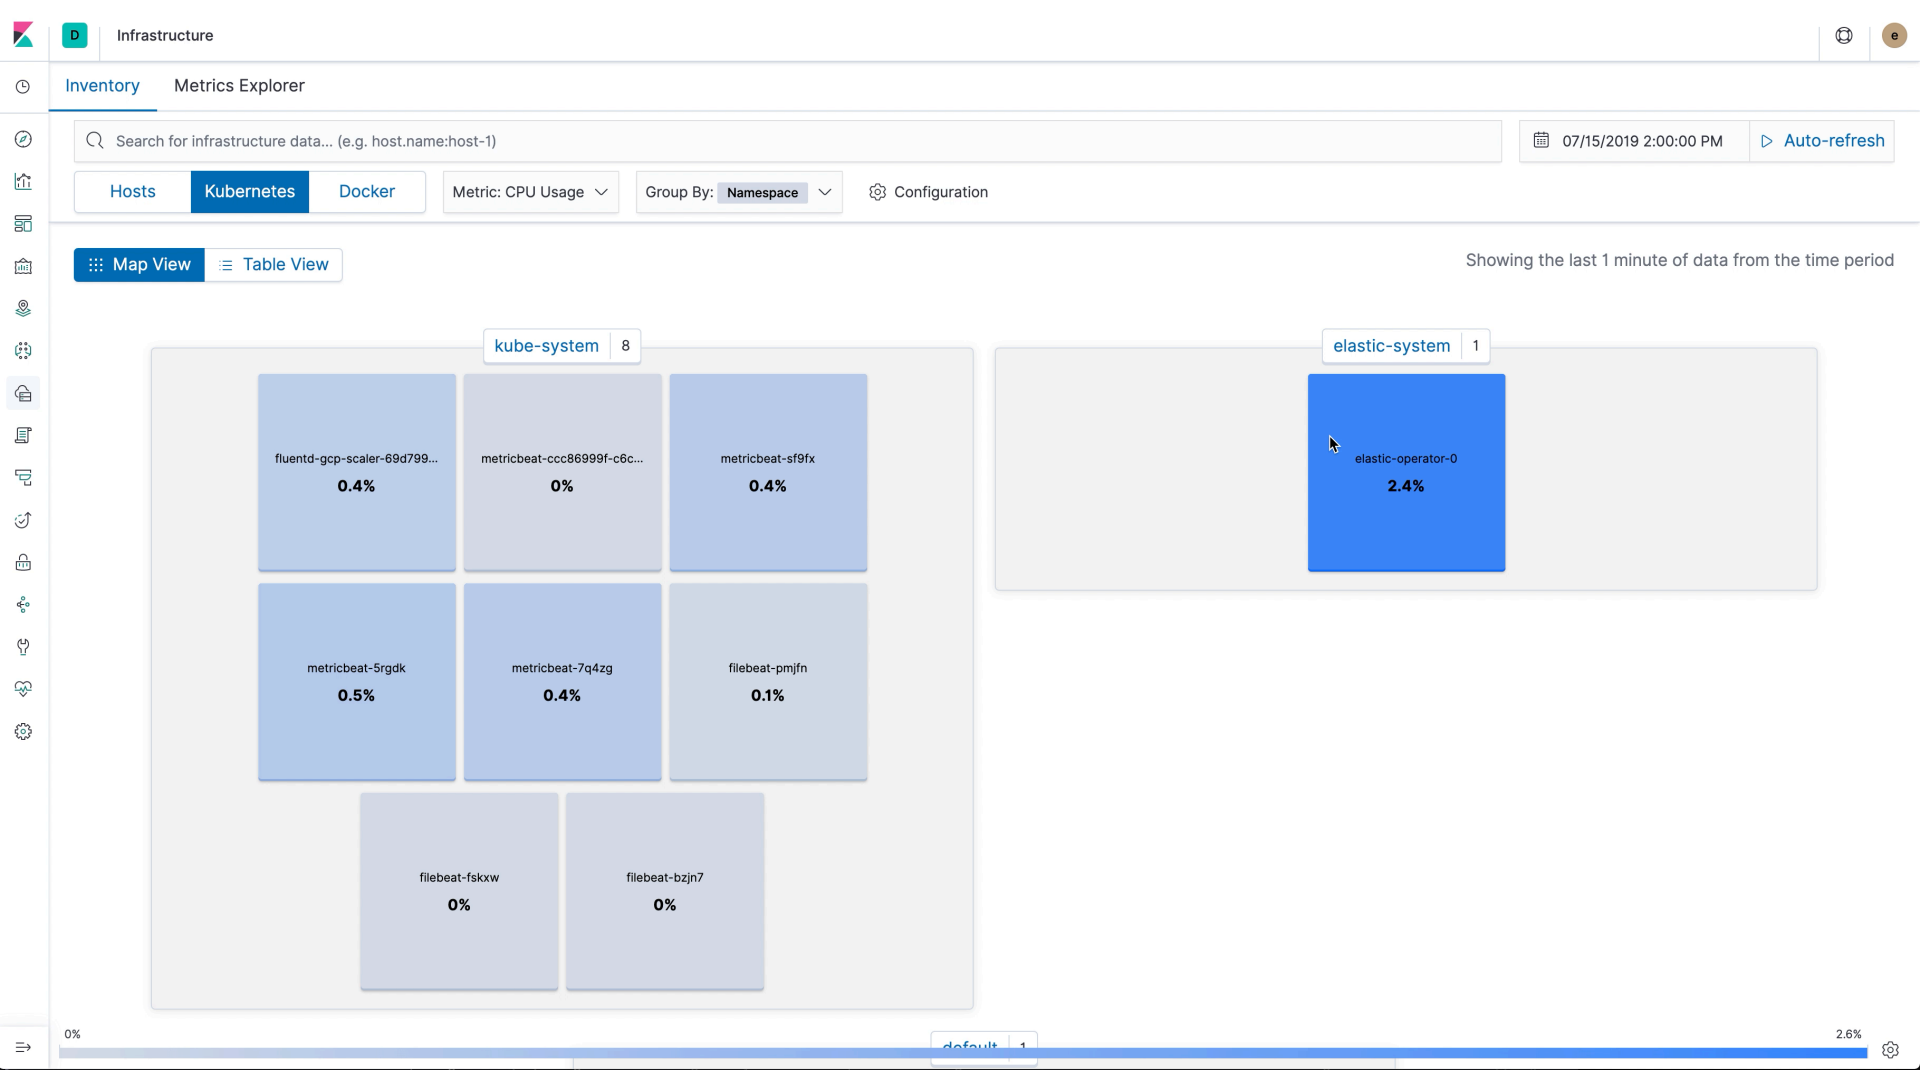 D Infrastructure e
Inventory Metrics Explorer
Search for infrastructure data... (e.g. host.name:host-1) 07/15/2019 2:00:00 PM Auto-refresh
Hosts Kubernetes Docker Metric: CPU Usage Group By: Namespace Configuration
Map View Table View Showing the last 1 minute of data from the time period
kube-system 8
fluentd-gcp-scaler-69d799...
0.4%
metricbeat-ccc86999f-c6c...
0%
metricbeat-sf9fx
0.4%
metricbeat-5rgdk
0.5%
metricbeat-7q4zg
0.4%
filebeat-pmjfn
0.1%
filebeat-fskxw
0%
filebeat-bzjn7
0%
elastic-system 1
elastic-operator-0
2.4%
default 1
0% 2.6%